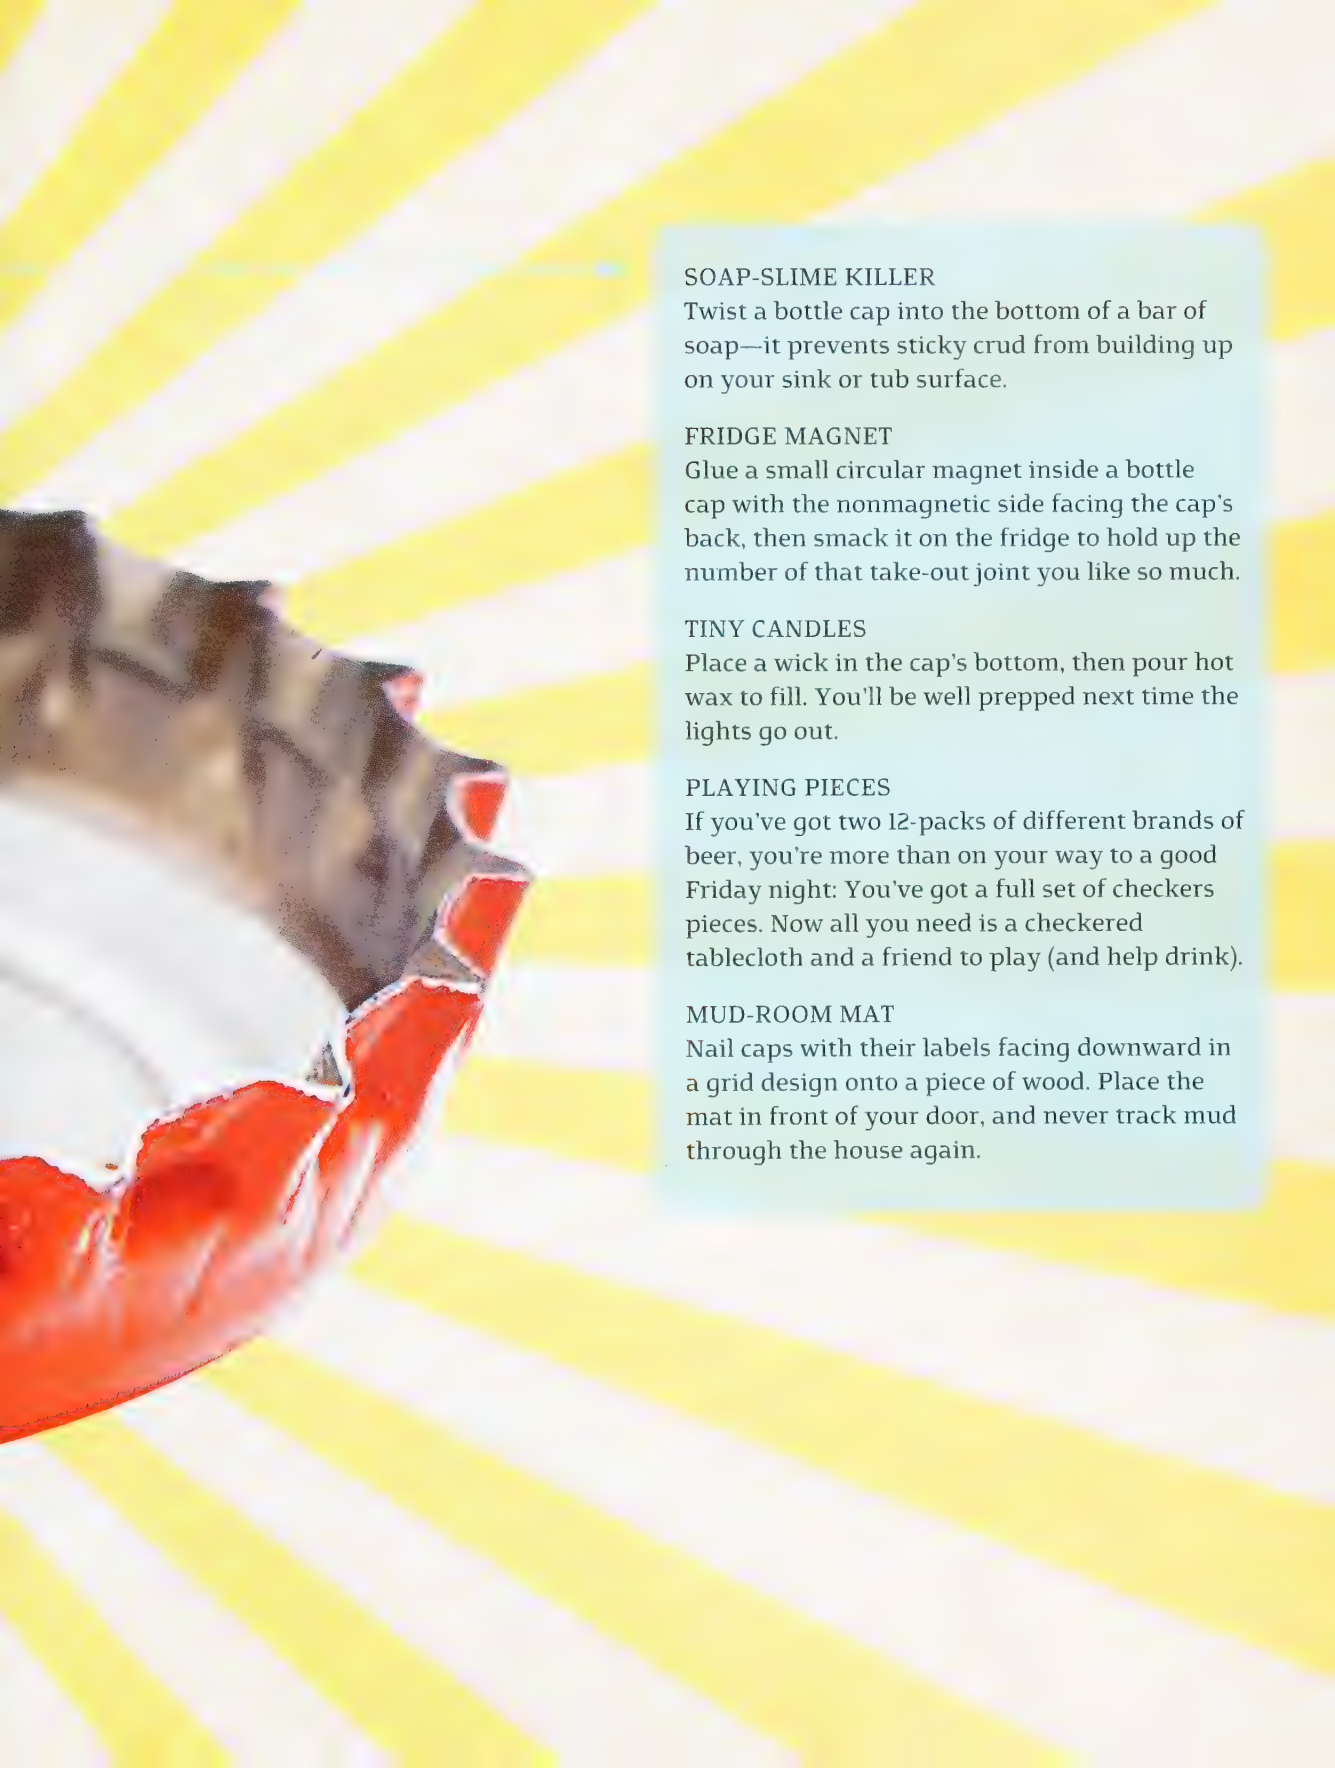 SOAP-SLIME KILLER
Twist a bottle cap into the bottom of a bar of
soap—it prevents sticky crud from building up
on your sink or tub surface.
FRIDGE MAGNET
Glue a small circular magnet inside a bottle
cap with the nonmagnetic side facing the cap's
back, then smack it on the fridge to hold up the
number of that take-out joint you like so much.
TINY CANDLES
Place a wick in the cap's bottom, then pour hot
wax to fill. You'll be well prepped next time the
lights go out.
PLAYING PIECES
If you've got two 12-packs of different brands of
beer, you're more than on your way to a good
Friday night: You've got a full set of checkers
pieces. Now all you need is a checkered
tablecloth and a friend to play (and help drink).
MUD-ROOM MAT
Nail caps with their labels facing downward in
a grid design onto a piece of wood. Place the
mat in front of your door, and never track mud
through the house again.